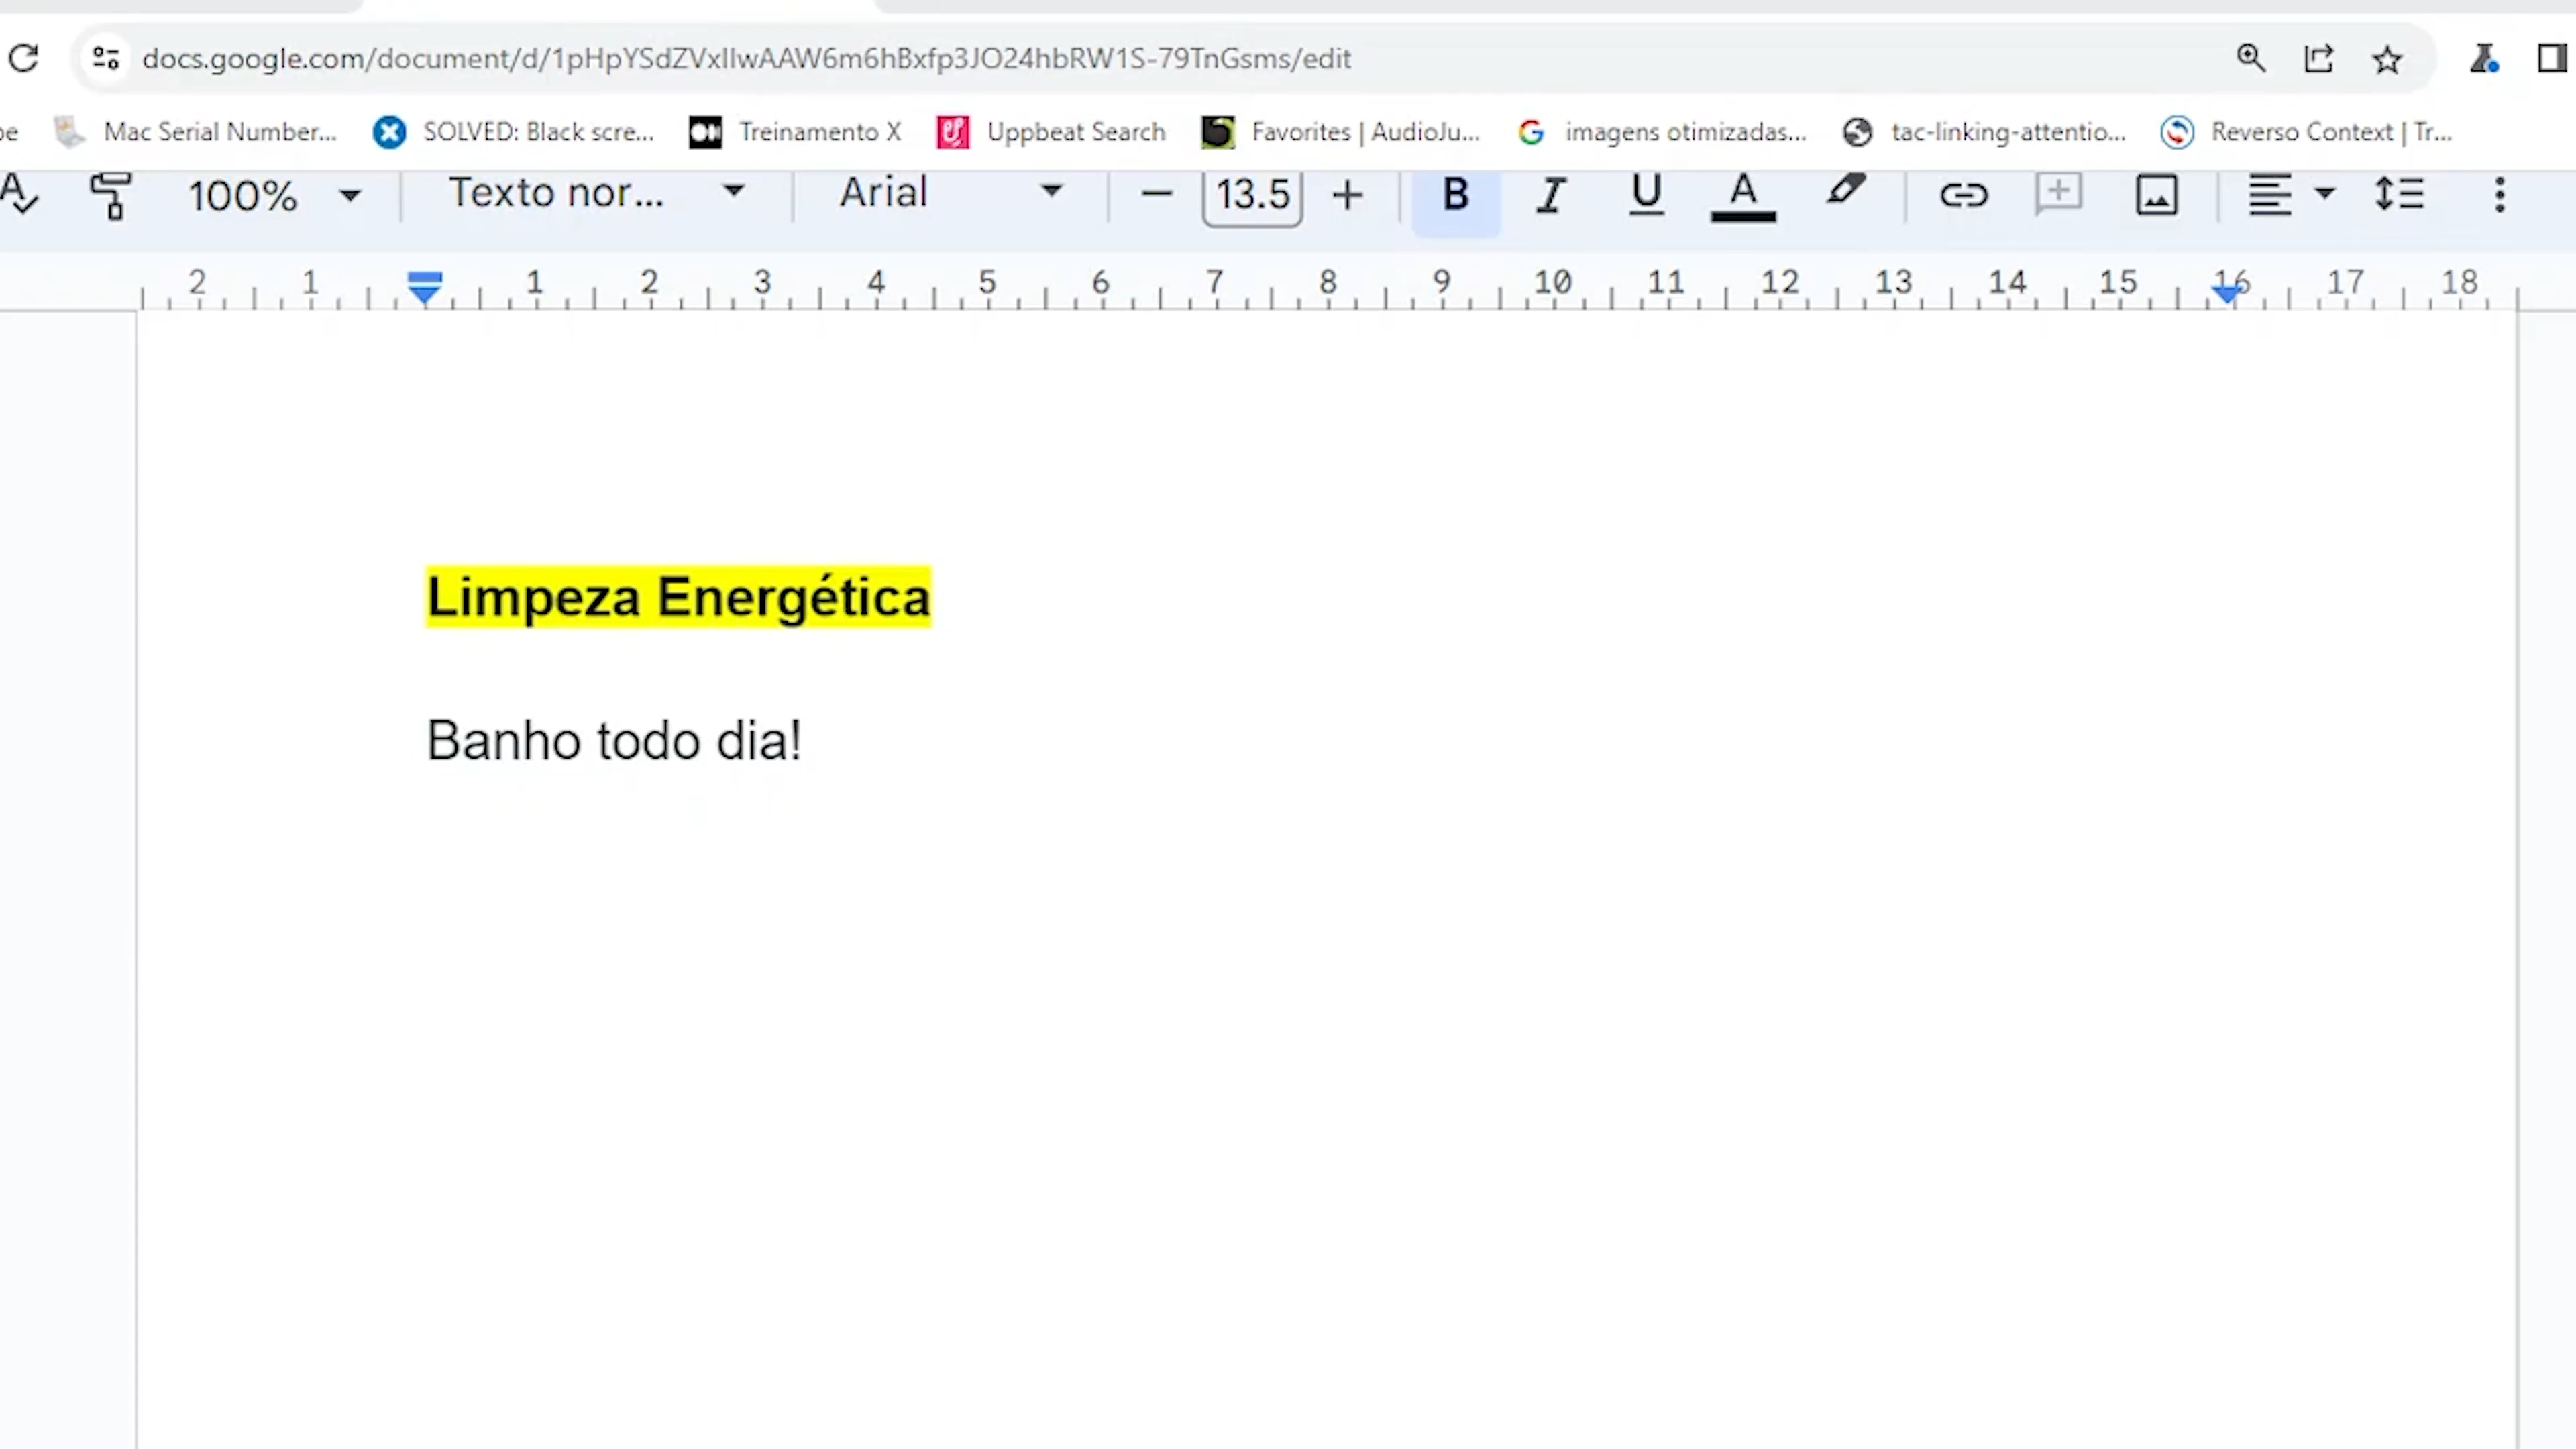 docs.google.com/document/d/1pHpYSdZVxIlwAAW6m6hBxfp3JO24hbRW1S-79TnGsms/edit
Mac Serial Number... SOLVED: Black scre... Treinamento X Uppbeat Search Favorites | AudioJu... imagens otimizadas... tac-linking-attentio... Reverso Context | Tr...
100% Texto nor... Arial − 13.5 + B I U A
2 1 1 2 3 4 5 6 7 8 9 10 11 12 13 14 15 16 17 18
Limpeza Energética
Banho todo dia!